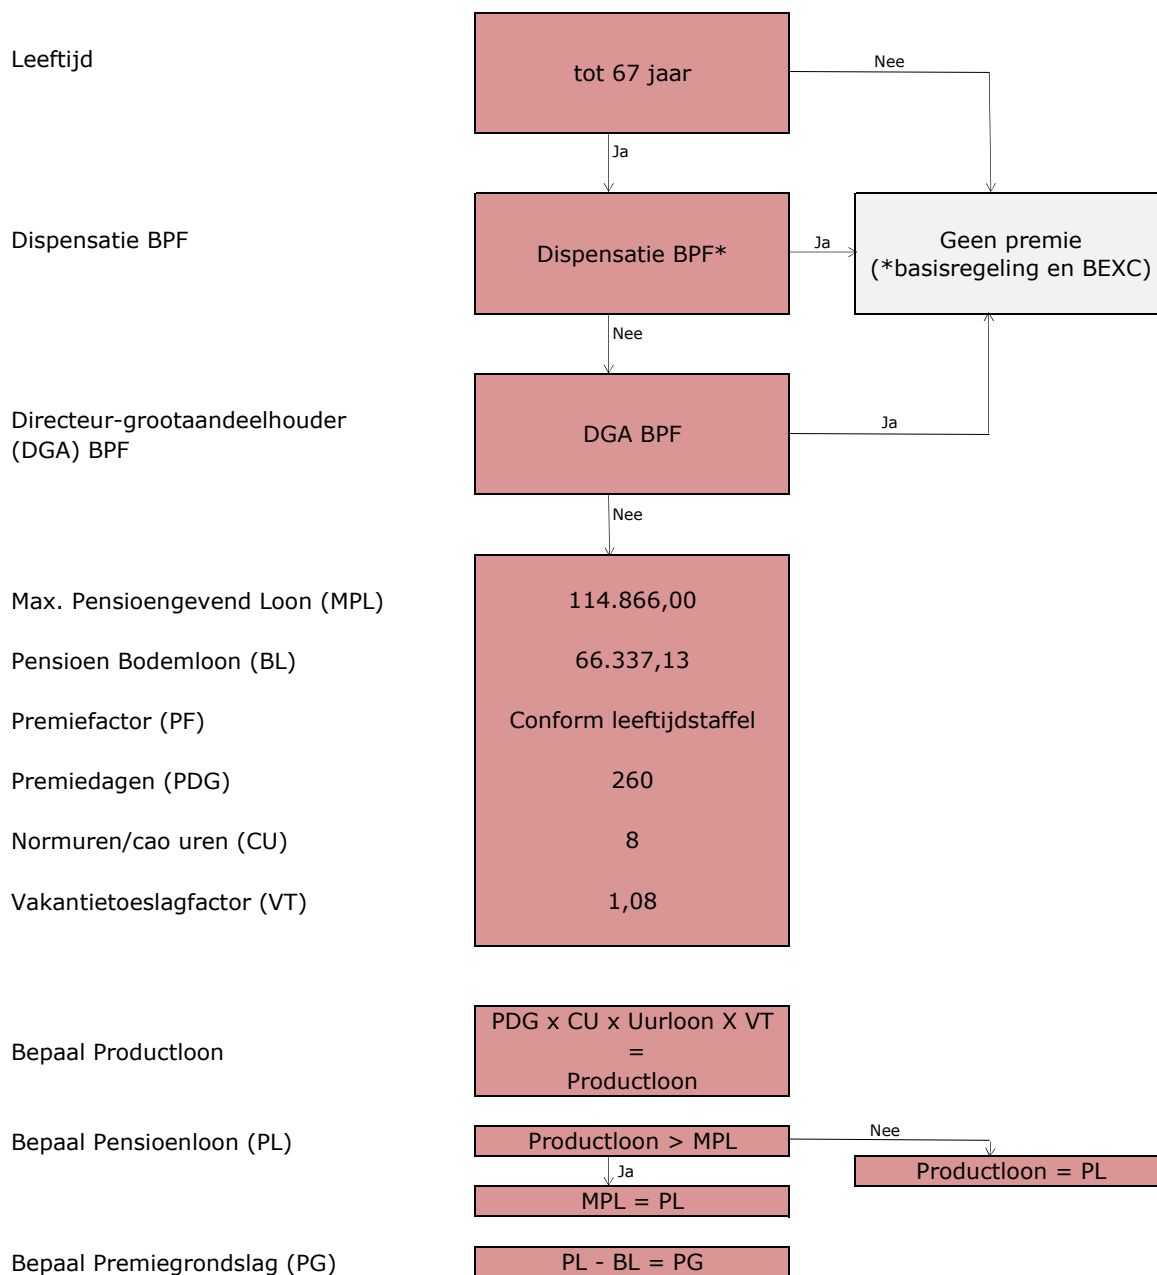 Leeftijd
tot 67 jaar
Nee
Ja
Dispensatie BPF
Dispensatie BPF*
Ja
Geen premie
(*basisregeling en BEXC)
Nee
Directeur-grootaandeelhouder
(DGA) BPF
DGA BPF
Ja
Nee
Max. Pensioengevend Loon (MPL)
114.866,00
Pensioen Bodemloon (BL)
66.337,13
Premiefactor (PF)
Conform leeftijdstaffel
Premiedagen (PDG)
260
Normuren/cao uren (CU)
8
Vakantietoeslagfactor (VT)
1,08
Bepaal Productloon
PDG x CU x Uurloon X VT
=
Productloon
Bepaal Pensioenloon (PL)
Productloon > MPL
Nee
Productloon = PL
Ja
MPL = PL
Bepaal Premiegrondslag (PG)
PL - BL = PG